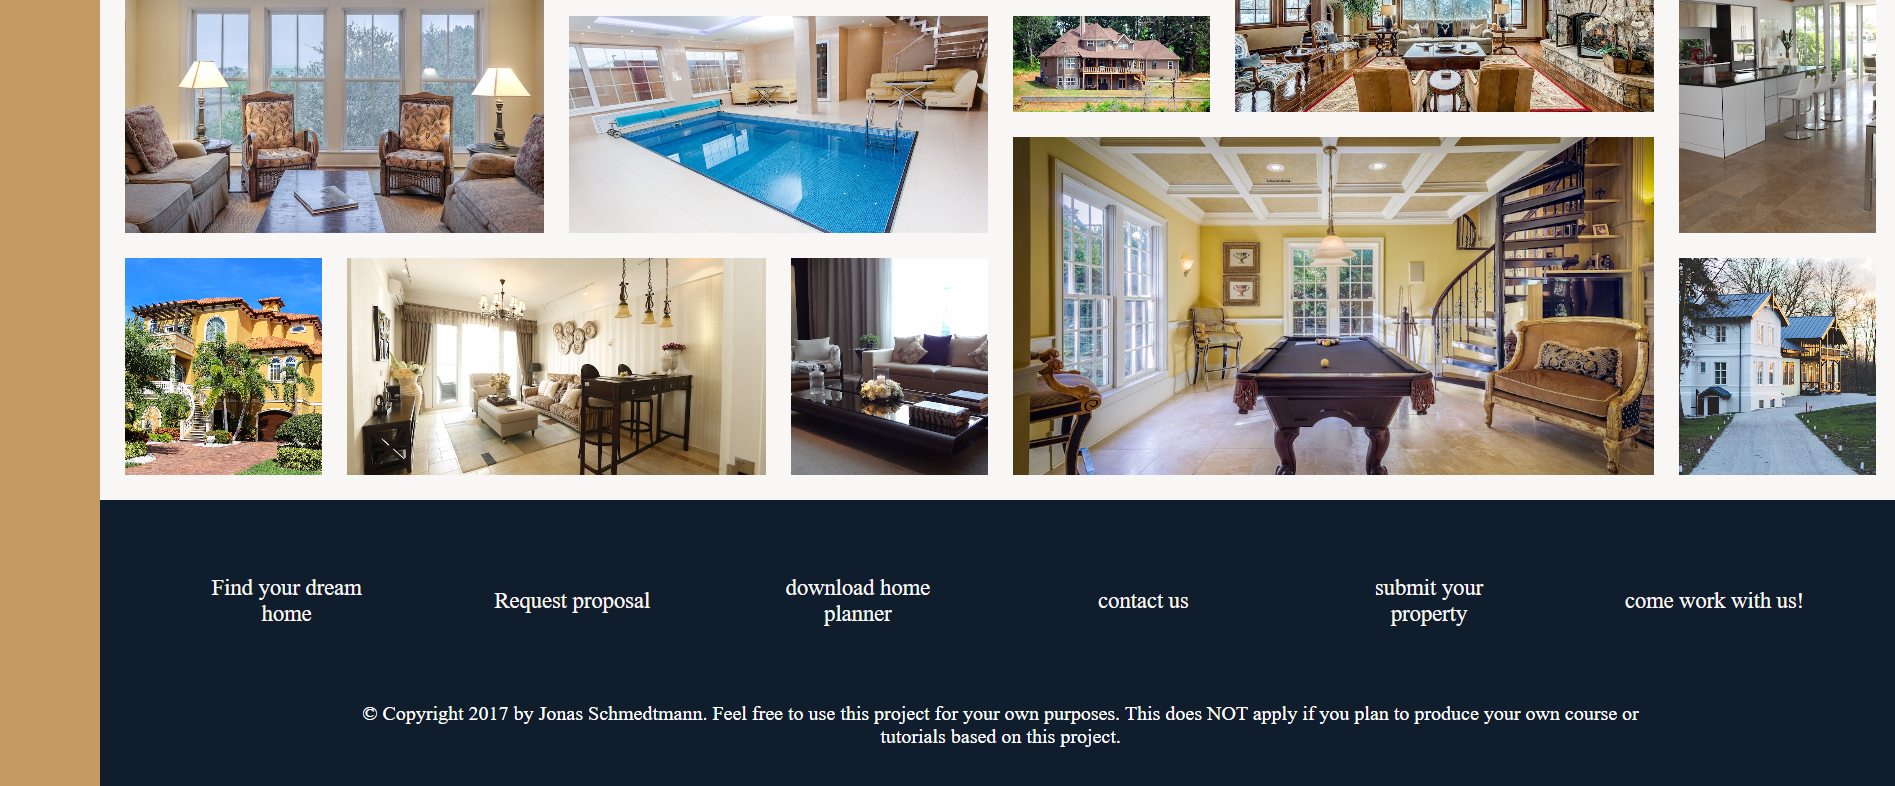 Find your dream
home
Request proposal
download home
planner
contact us
submit your
property
come work with us!
© Copyright 2017 by Jonas Schmedtmann. Feel free to use this project for your own purposes. This does NOT apply if you plan to produce your own course or
tutorials based on this project.